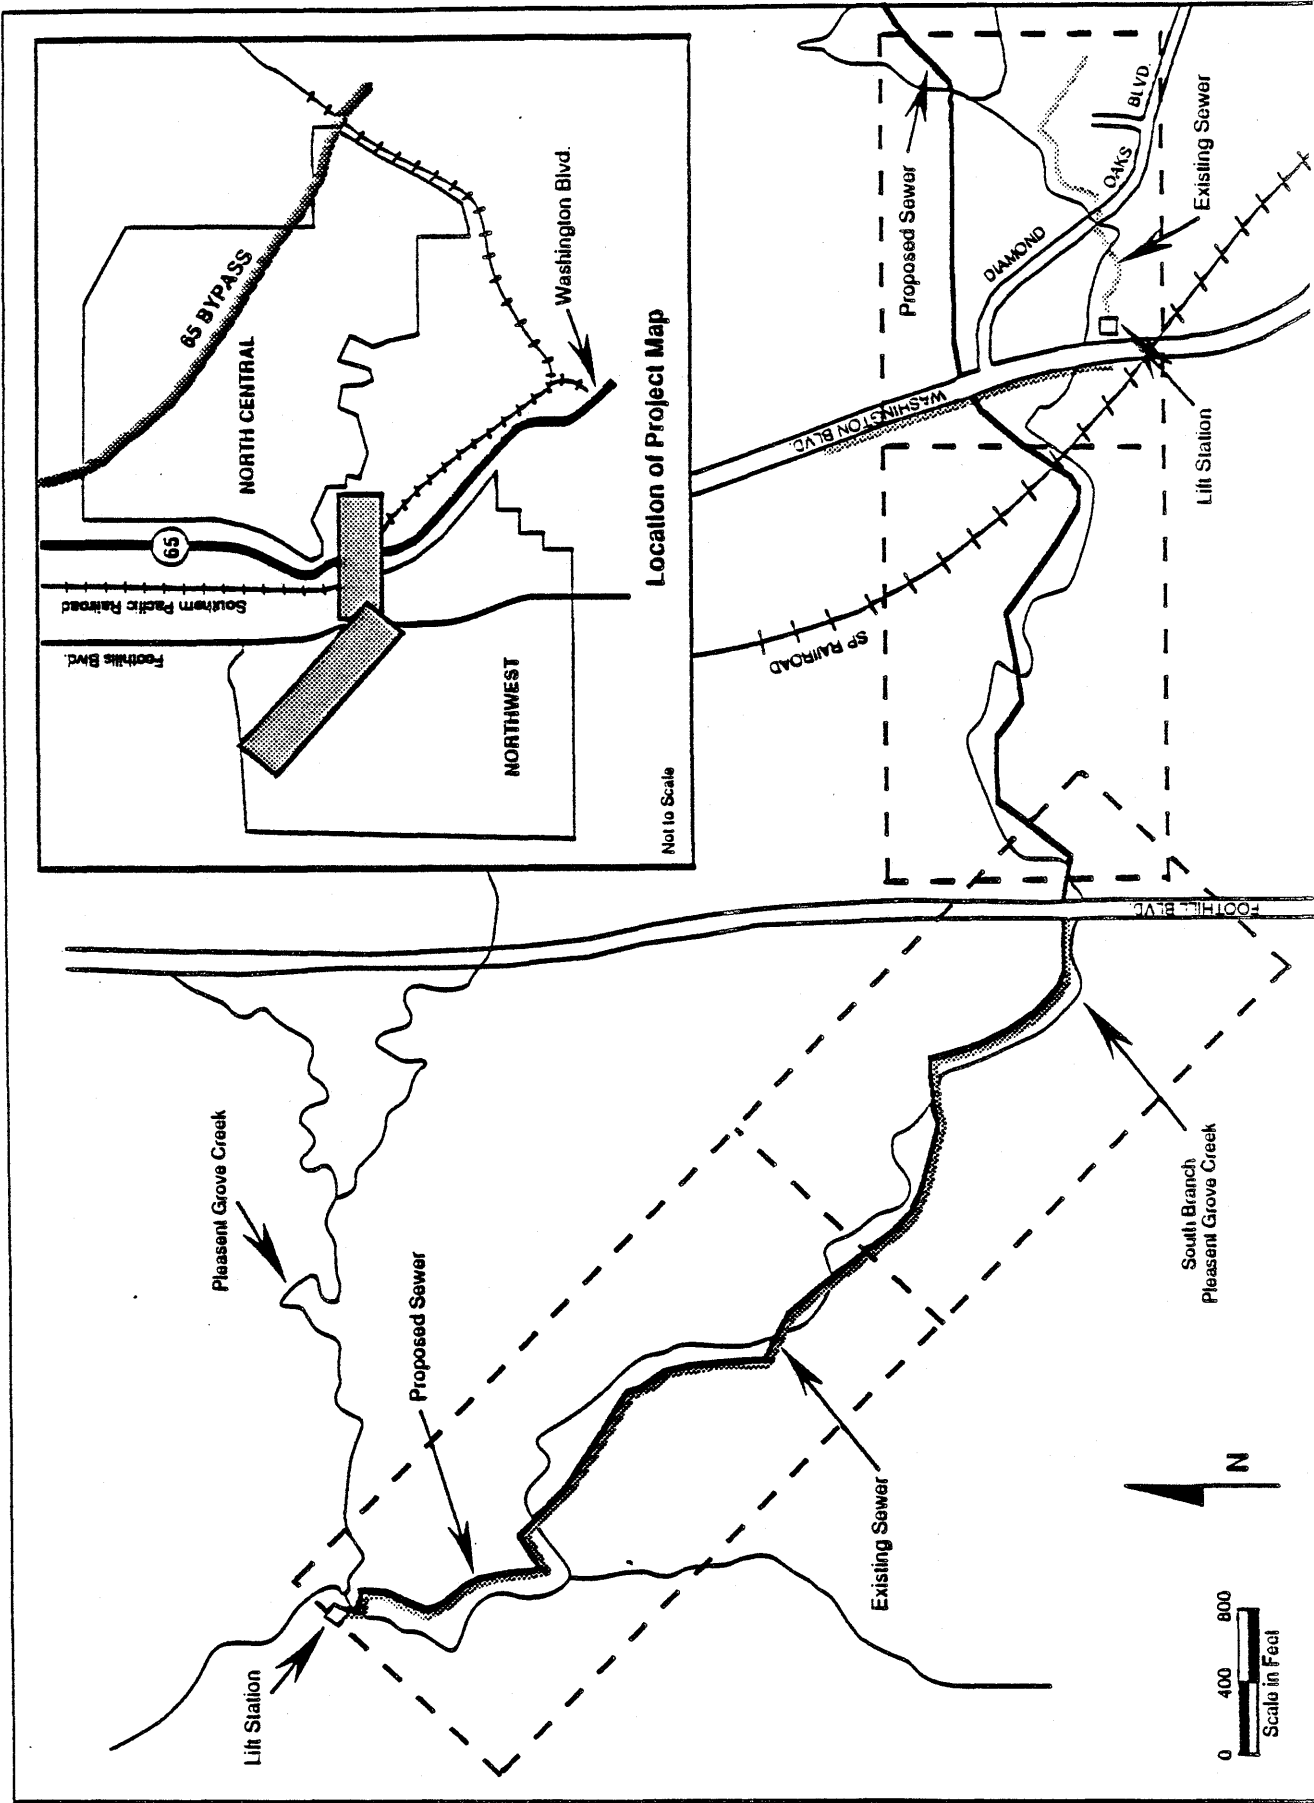 65 BYPASS
NORTH CENTRAL
65
Southern Pacific Railroad
Foothills Blvd.
NORTHWEST
Washington Blvd.
Location of Project Map
Not to Scale
Proposed Sewer
DIAMOND
OAKS
BLVD.
Existing Sewer
WASHINGTON BLVD.
Lift Station
SP RAIRROAD
FOOTHILL BLVD.
Pleasent Grove Creek
Proposed Sewer
Lift Station
Existing Sewer
South Branch
Pleasent Grove Creek
N
0 400 800
Scale in Feet